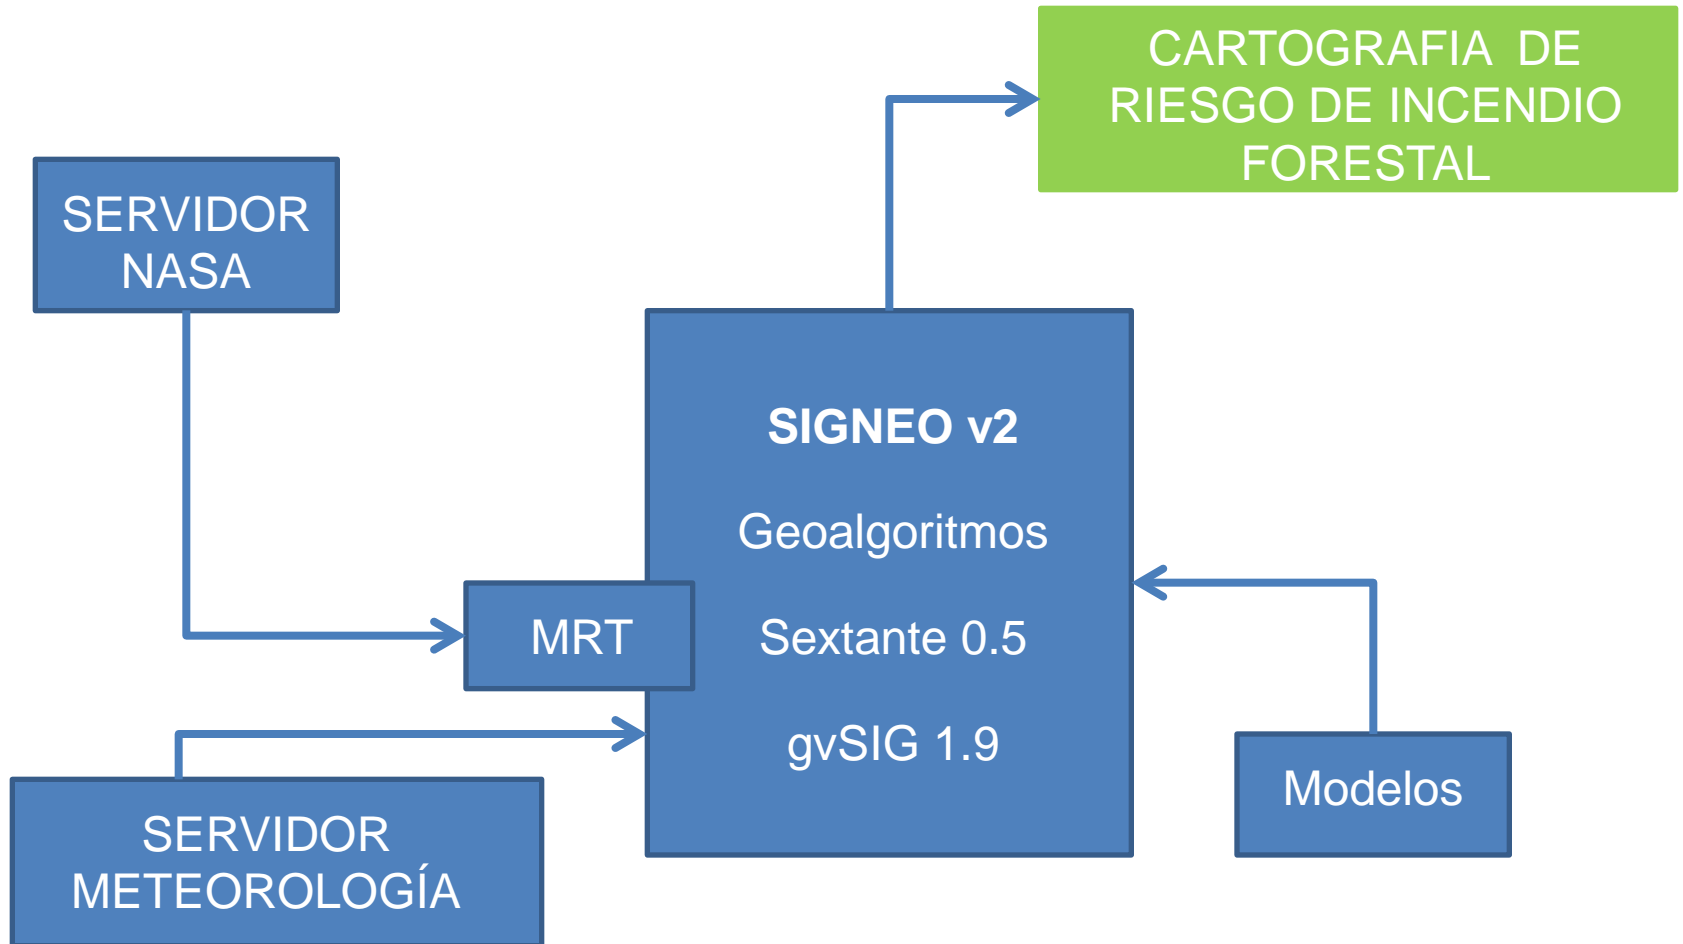 CARTOGRAFIA DE
RIESGO DE INCENDIO
FORESTAL
SERVIDOR
NASA
SIGNEO v2
Geoalgoritmos
MRT
Sextante 0.5
gvSIG 1.9
Modelos
SERVIDOR
METEOROLOGÍA